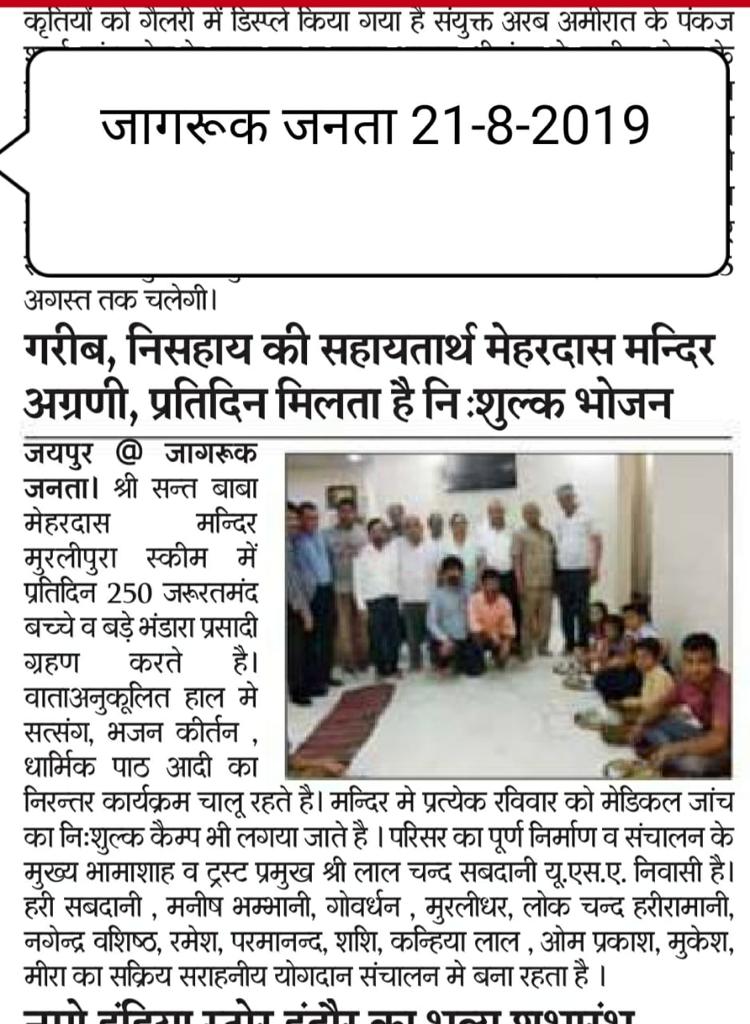 कृतियों को गैलरी में डिस्प्ले किया गया है संयुक्त अरब अमीरात के पंकज
जागरूक जनता 21-8-2019
अगस्त तक चलेगी।
गरीब, निसहाय की सहायतार्थ मेहरदास मन्दिर
अग्रणी, प्रतिदिन मिलता है नि :शुल्क भोजन
जयपुर @ जागरूक
जनता। श्री सन्त बाबा
मेहरदास मन्दिर
मुरलीपुरा स्कीम में
प्रतिदिन 250 जरूरतमंद
बच्चे व बड़े भंडारा प्रसादी
ग्रहण करते है।
वाताअनुकूलित हाल मे
सत्संग, भजन कीर्तन ,
धार्मिक पाठ आदी का
निरन्तर कार्यक्रम चालू रहते है। मन्दिर मे प्रत्येक रविवार को मेडिकल जांच
का निःशुल्क कैम्प भी लगया जाते है । परिसर का पूर्ण निर्माण व संचालन के
मुख्य भामाशाह व ट्रस्ट प्रमुख श्री लाल चन्द सबदानी यू.एस.ए. निवासी है।
हरी सबदानी , मनीष भम्भानी, गोवर्धन , मुरलीधर, लोक चन्द हरीरामानी,
नगेन्द्र वशिष्ठ, रमेश, परमानन्द, शशि, कन्हिया लाल , ओम प्रकाश, मुकेश,
मीरा का सक्रिय सराहनीय योगदान संचालन मे बना रहता है ।